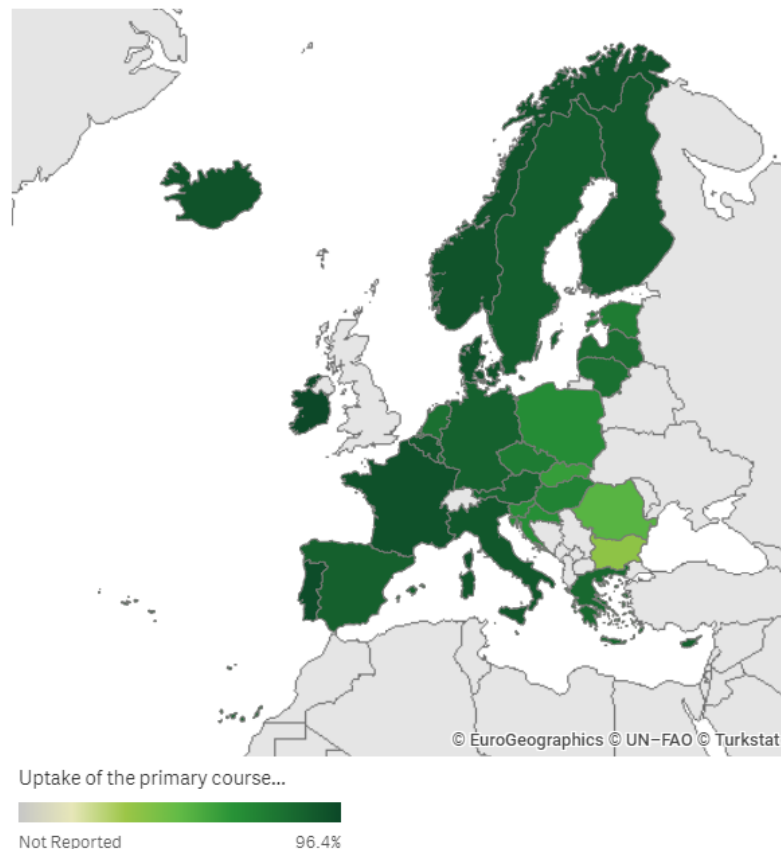 © EuroGeographics © UN–FAO © Turkstat
Uptake of the primary course...
Not Reported 96.4%